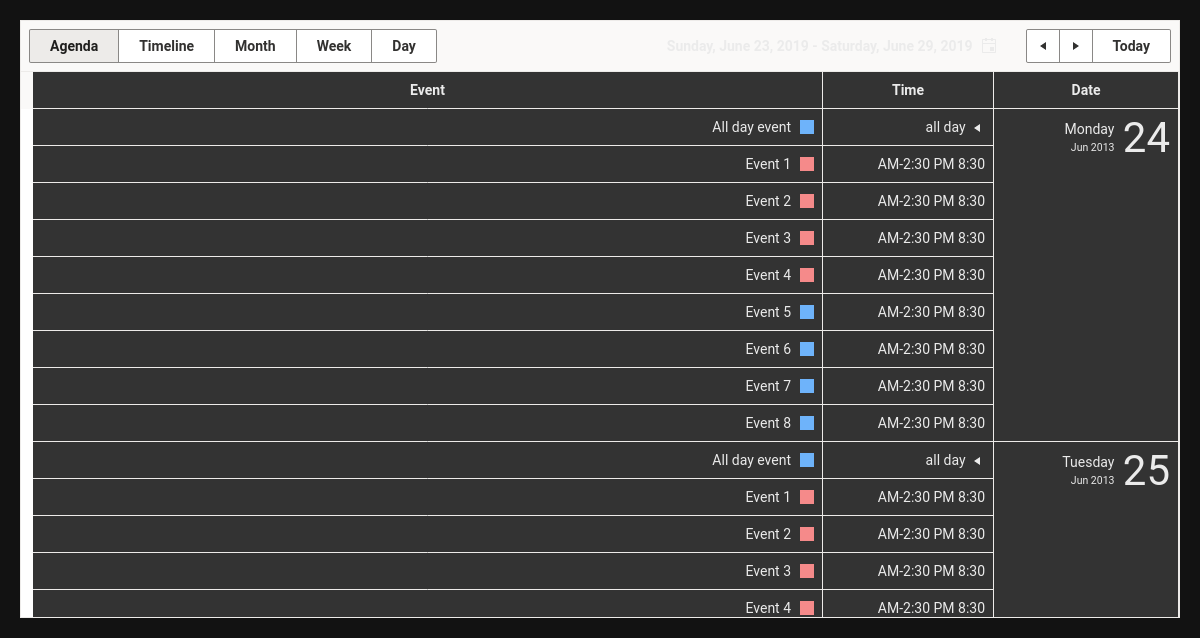 Agenda Timeline Month Week Day Sunday, June 23, 2019 - Saturday, June 29, 2019 Today
Event Time Date
All day event all day Monday 24
Jun 2013
Event 1 AM-2:30 PM 8:30
Event 2 AM-2:30 PM 8:30
Event 3 AM-2:30 PM 8:30
Event 4 AM-2:30 PM 8:30
Event 5 AM-2:30 PM 8:30
Event 6 AM-2:30 PM 8:30
Event 7 AM-2:30 PM 8:30
Event 8 AM-2:30 PM 8:30
All day event all day Tuesday 25
Jun 2013
Event 1 AM-2:30 PM 8:30
Event 2 AM-2:30 PM 8:30
Event 3 AM-2:30 PM 8:30
Event 4 AM-2:30 PM 8:30